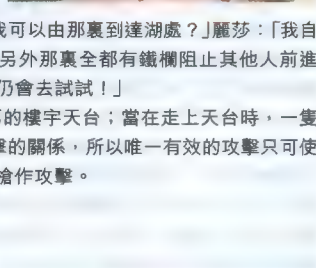 我可以由那裏到達湖處？」麗莎：「我自
另外那裏全都有鐵欄阻止其他人前進
仍會去試試！」
的樓宇天台；當在走上天台時，一隻
擊的關係，所以唯一有效的攻擊只可使
槍作攻擊。